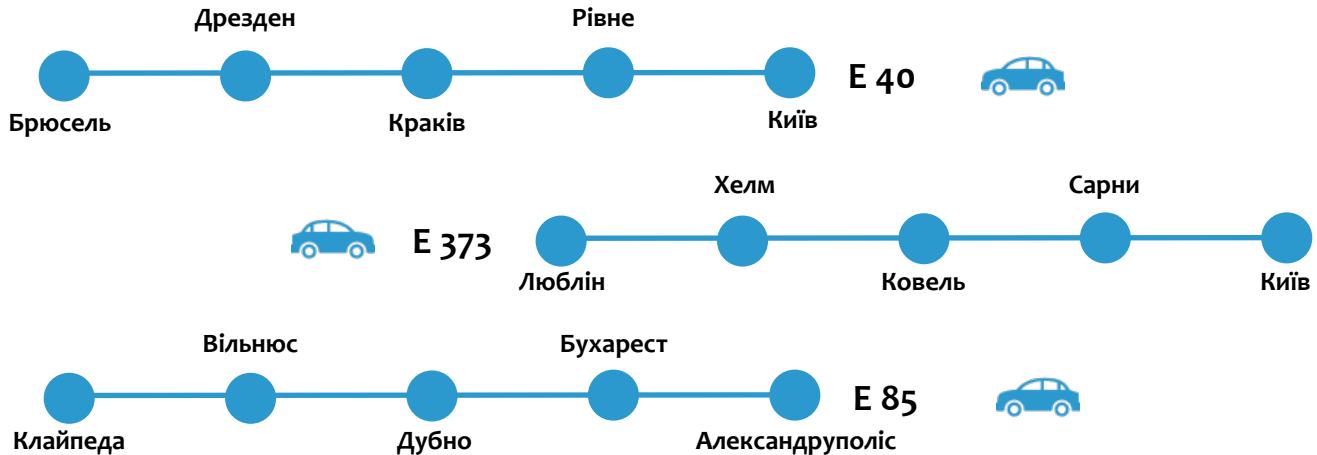 Дрезден
Рівне
E 40
Брюсель
Краків
Київ
Хелм
Сарни
E 373
Люблін
Ковель
Київ
Вільнюс
Бухарест
E 85
Клайпеда
Дубно
Александруполіс